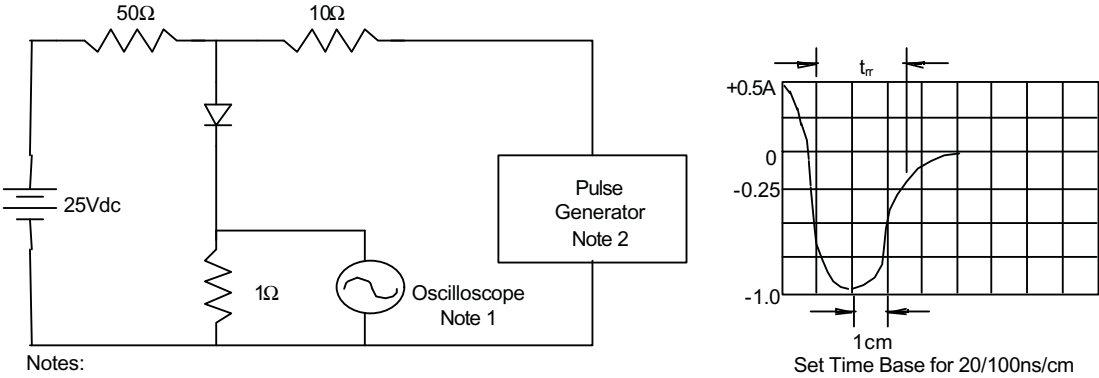 50Ω
10Ω
25Vdc
1Ω
Oscilloscope
Note 1
Pulse
Generator
Note 2
Notes:
trr
+0.5A
0
-0.25
-1.0
1cm
Set Time Base for 20/100ns/cm